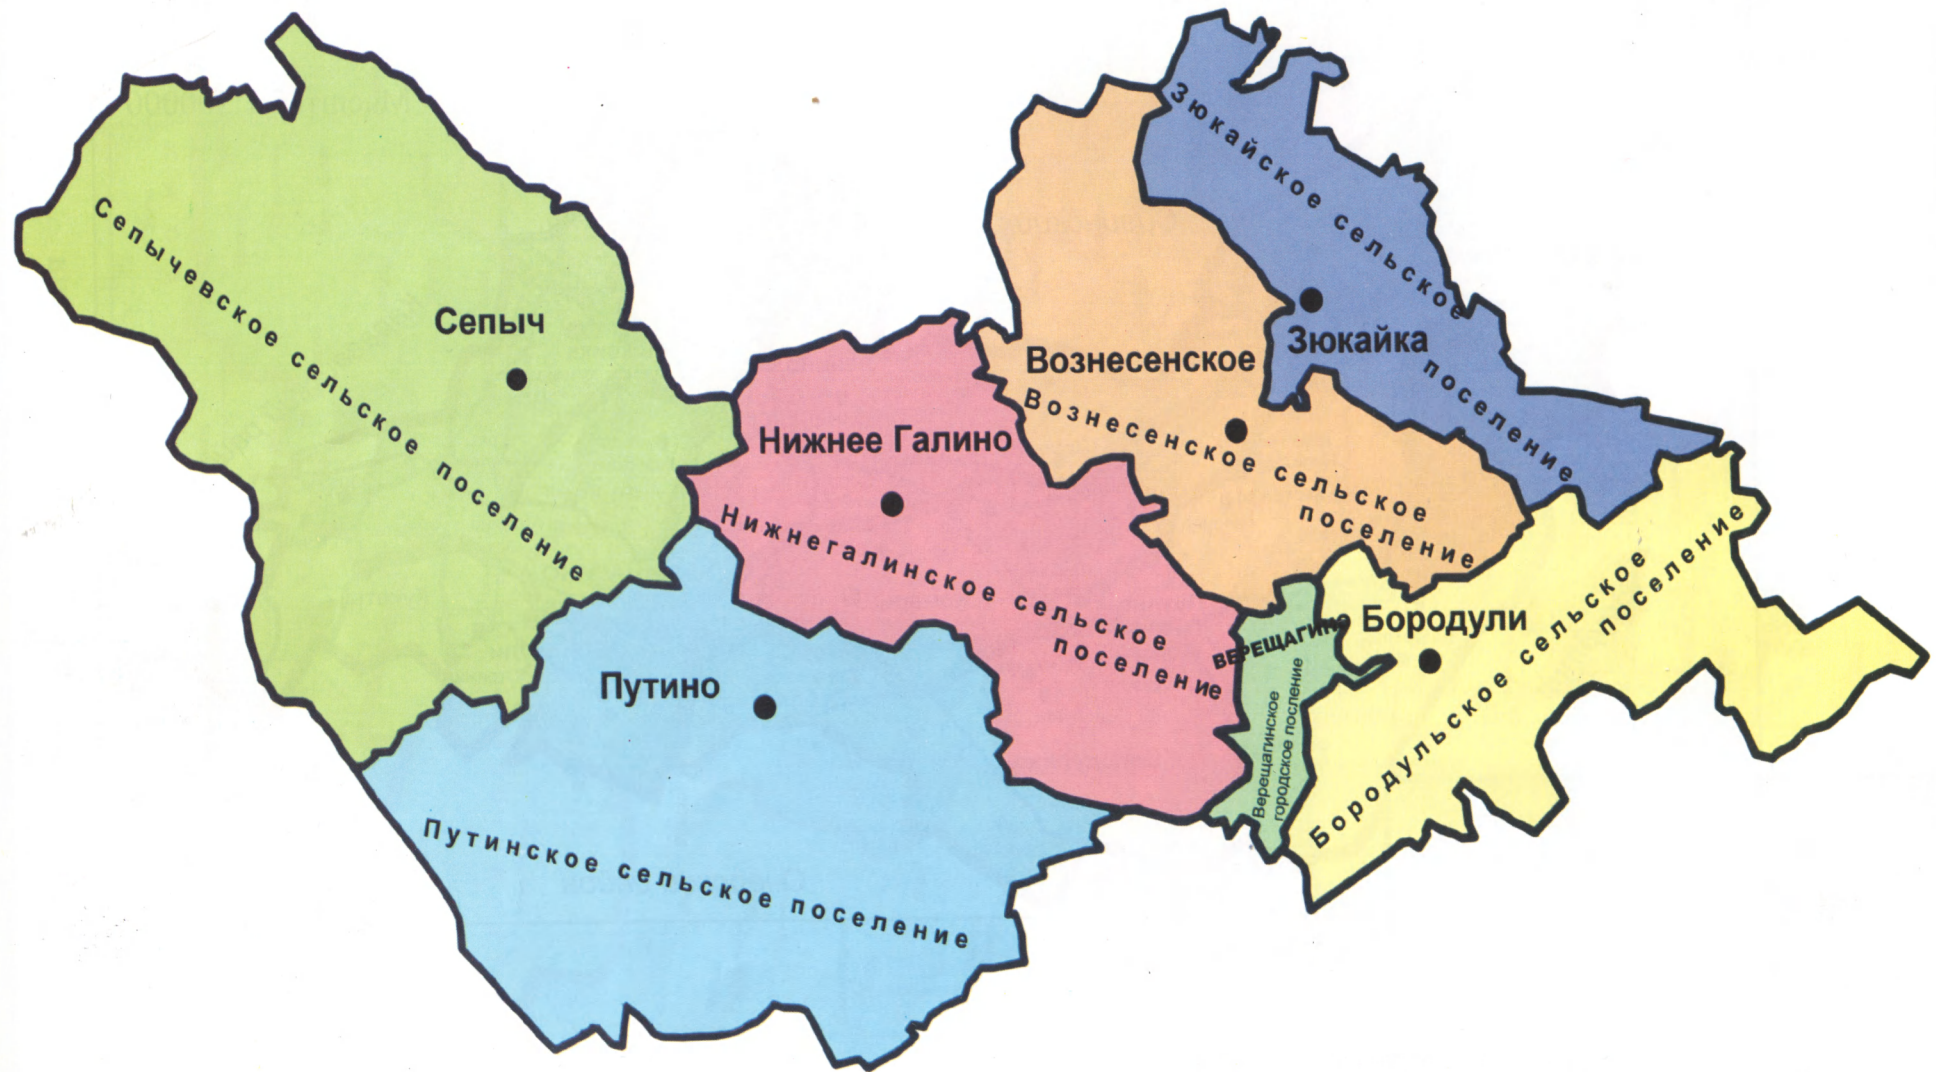 Зюкайское сельское
поселение
Сепычевское сельское поселение
Сепыч
Зюкайка
Вознесенское
Вознесенское сельское
поселение
Нижнее Галино
Нижнегалинское сельское
поселение
Бородули
Бородульское сельское
поселение
ВЕРЕЩАГИНО
Верещагинское
городское посление
Путино
Путинское сельское поселение